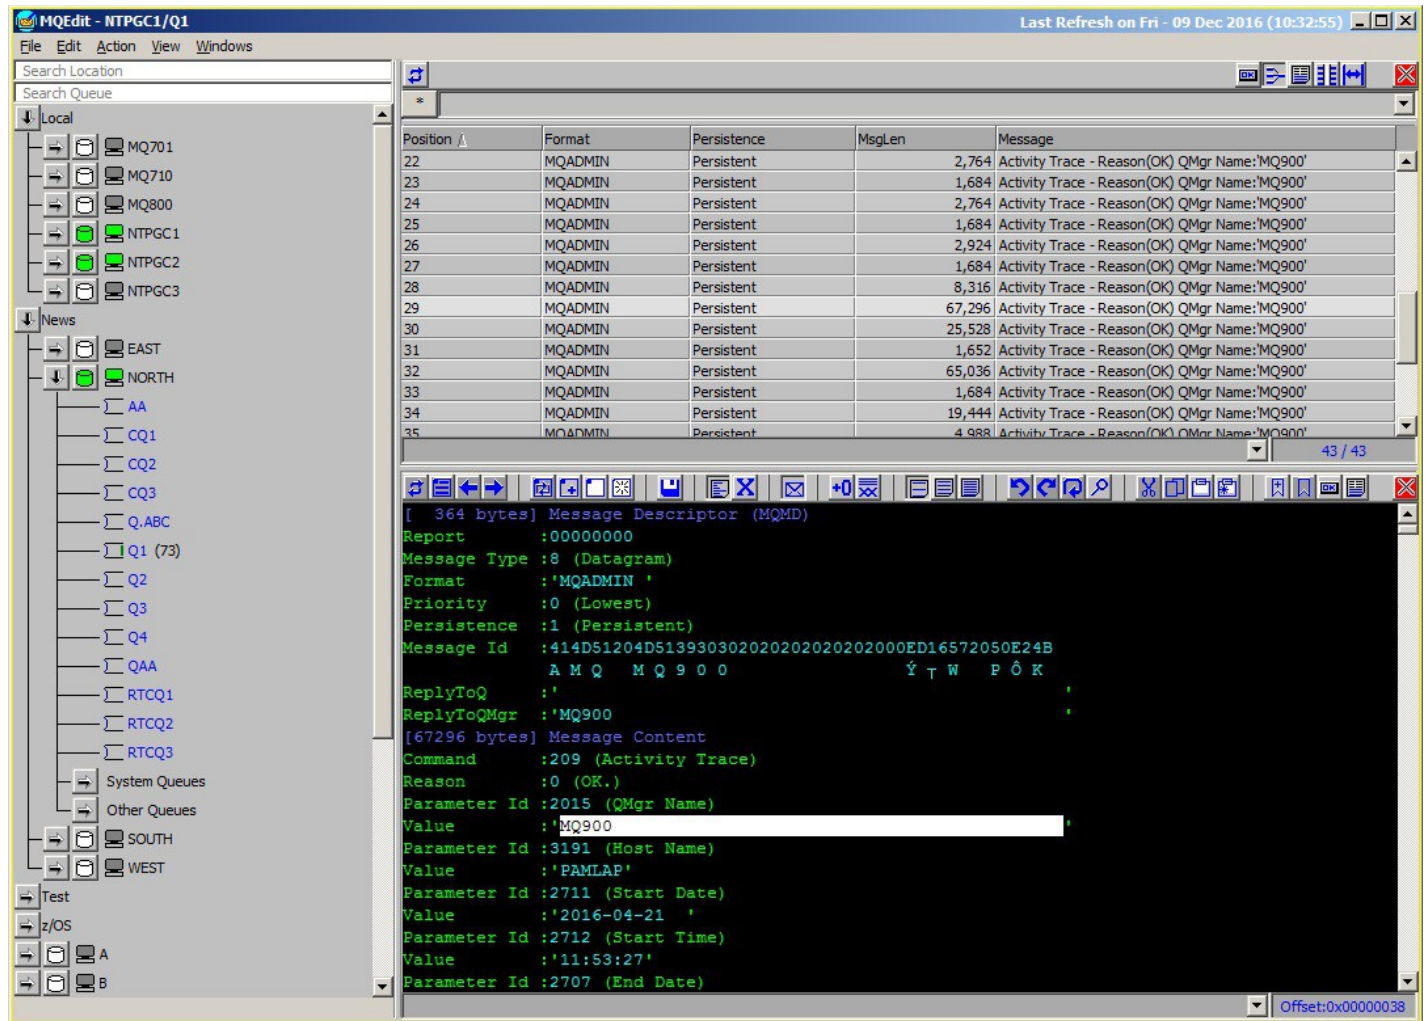 MQEdit - NTPGC1/Q1 Last Refresh on Fri - 09 Dec 2016 (10:32:55)
File Edit Action View Windows
Search Location
Search Queue
Local
MQ701
MQ710
MQ800
NTPGC1
NTPGC2
NTPGC3
News
EAST
NORTH
AA
CQ1
CQ2
CQ3
Q.ABC
Q1 (73)
Q2
Q3
Q4
QAA
RTCQ1
RTCQ2
RTCQ3
System Queues
Other Queues
SOUTH
WEST
Test
z/OS
A
B
*
Position Format Persistence MsgLen Message
22 MQADMIN Persistent 2,764 Activity Trace - Reason(OK) QMgr Name:'MQ900'
23 MQADMIN Persistent 1,684 Activity Trace - Reason(OK) QMgr Name:'MQ900'
24 MQADMIN Persistent 2,764 Activity Trace - Reason(OK) QMgr Name:'MQ900'
25 MQADMIN Persistent 1,684 Activity Trace - Reason(OK) QMgr Name:'MQ900'
26 MQADMIN Persistent 2,924 Activity Trace - Reason(OK) QMgr Name:'MQ900'
27 MQADMIN Persistent 1,684 Activity Trace - Reason(OK) QMgr Name:'MQ900'
28 MQADMIN Persistent 8,316 Activity Trace - Reason(OK) QMgr Name:'MQ900'
29 MQADMIN Persistent 67,296 Activity Trace - Reason(OK) QMgr Name:'MQ900'
30 MQADMIN Persistent 25,528 Activity Trace - Reason(OK) QMgr Name:'MQ900'
31 MQADMIN Persistent 1,652 Activity Trace - Reason(OK) QMgr Name:'MQ900'
32 MQADMIN Persistent 65,036 Activity Trace - Reason(OK) QMgr Name:'MQ900'
33 MQADMIN Persistent 1,684 Activity Trace - Reason(OK) QMgr Name:'MQ900'
34 MQADMIN Persistent 19,444 Activity Trace - Reason(OK) QMgr Name:'MQ900'
35 MQADMIN Persistent 4,988 Activity Trace - Reason(OK) QMgr Name:'MQ900'
43 / 43
+0
[ 364 bytes] Message Descriptor (MQMD)
Report :00000000
Message Type :8 (Datagram)
Format :'MQADMIN '
Priority :0 (Lowest)
Persistence :1 (Persistent)
Message Id :414D51204D5139303020202020202000ED16572050E24B
A M Q M Q 9 0 0 Ý ┬ W P Ô K
ReplyToQ :' '
ReplyToQMgr :'MQ900 '
[67296 bytes] Message Content
Command :209 (Activity Trace)
Reason :0 (OK.)
Parameter Id :2015 (QMgr Name)
Value :'MQ900 '
Parameter Id :3191 (Host Name)
Value :'PAMLAP'
Parameter Id :2711 (Start Date)
Value :'2016-04-21 '
Parameter Id :2712 (Start Time)
Value :'11:53:27'
Parameter Id :2707 (End Date)
Offset:0x00000038